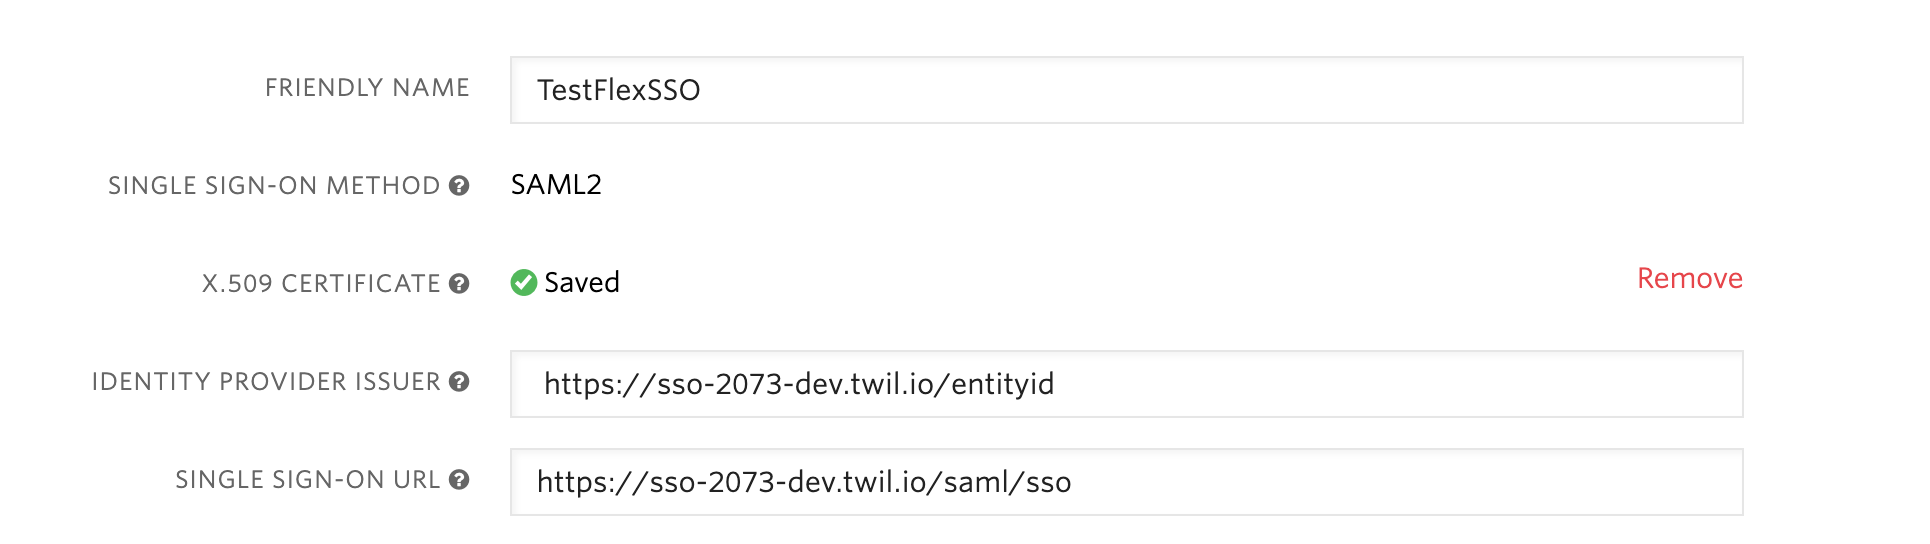 FRIENDLY NAME TestFlexSSO
SINGLE SIGN-ON METHOD ? SAML2
X.509 CERTIFICATE ? Saved Remove
IDENTITY PROVIDER ISSUER ? https://sso-2073-dev.twil.io/entityid
SINGLE SIGN-ON URL ? https://sso-2073-dev.twil.io/saml/sso